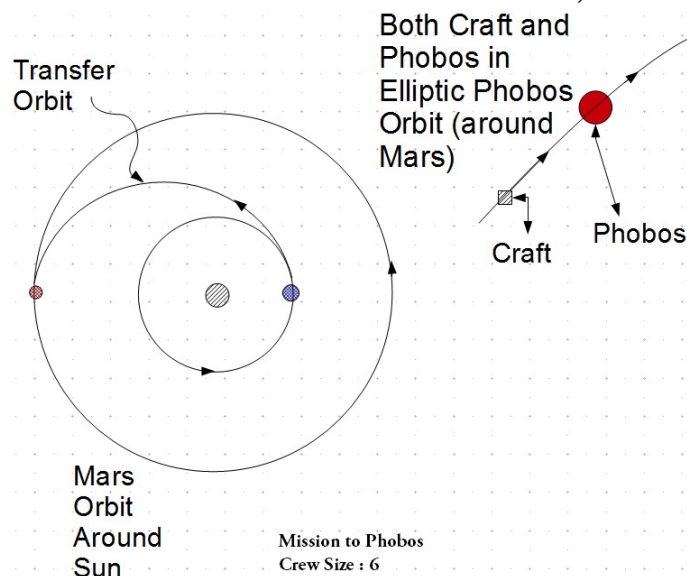 Both Craft and
Phobos in
Elliptic Phobos
Orbit (around
Mars)
Transfer
Orbit
Phobos
Craft
Mars
Orbit
Around
Sun
Mission to Phobos
Crew Size : 6